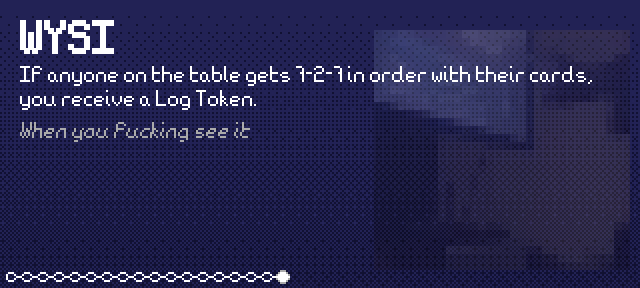 WYSI
If anyone on the table gets 7-2-7 in order with their cards,
you receive a Log Token.
When you fucking see it